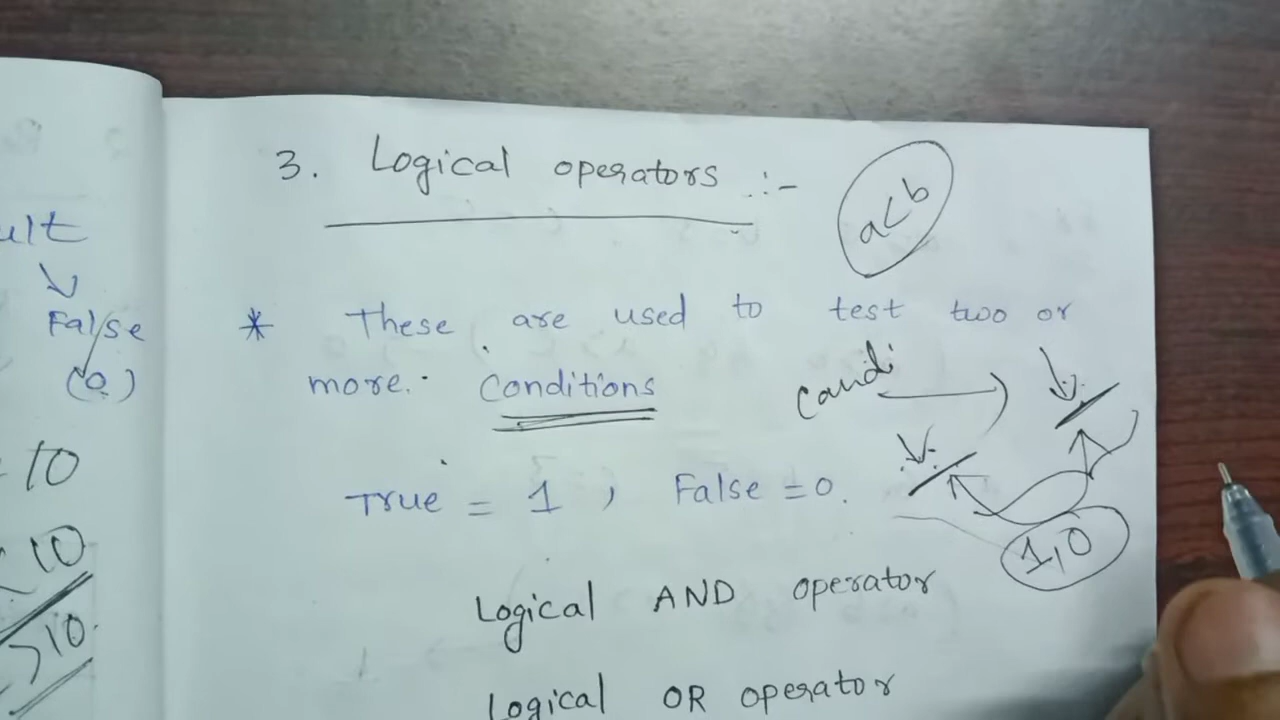 ult
False
(0)
10
< 10
>10
3. Logical operators :-
a<b
* These are used to test two or
more. Conditions
Candi
True = 1 , False = 0.
1,0
Logical AND operator
Logical OR operator